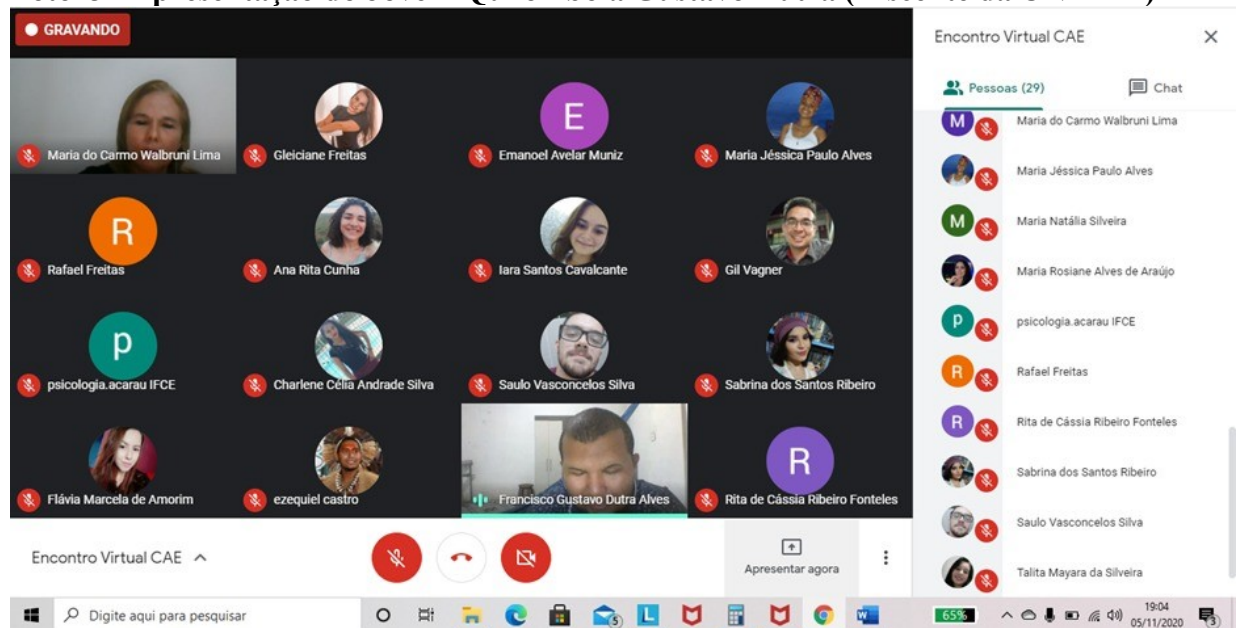 GRAVANDO
Maria do Carmo Walbruni Lima
Gleiciane Freitas
E
Emanoel Avelar Muniz
Maria Jéssica Paulo Alves
R
Rafael Freitas
Ana Rita Cunha
Iara Santos Cavalcante
Gil Vagner
p
psicologia.acarau IFCE
Charlene Célia Andrade Silva
Saulo Vasconcelos Silva
Sabrina dos Santos Ribeiro
Flávia Marcela de Amorim
ezequiel castro
Francisco Gustavo Dutra Alves
R
Rita de Cássia Ribeiro Fonteles
Encontro Virtual CAE
Apresentar agora
Encontro Virtual CAE
Pessoas (29)
Chat
M
Maria do Carmo Walbruni Lima
Maria Jéssica Paulo Alves
M
Maria Natália Silveira
Maria Rosiane Alves de Araújo
p
psicologia.acarau IFCE
R
Rafael Freitas
R
Rita de Cássia Ribeiro Fonteles
Sabrina dos Santos Ribeiro
Saulo Vasconcelos Silva
Talita Mayara da Silveira
Digite aqui para pesquisar
5
L
W
65%
19:04
05/11/2020
3